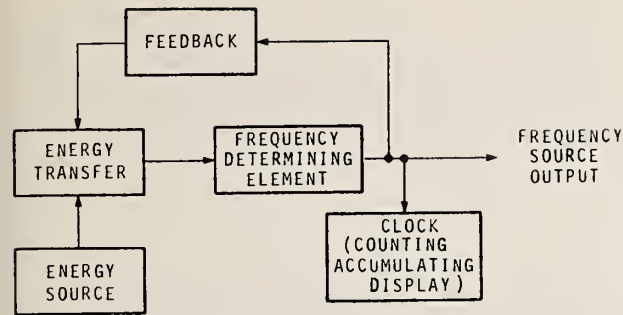 FEEDBACK
ENERGY
TRANSFER
FREQUENCY
DETERMINING
ELEMENT
FREQUENCY
SOURCE
OUTPUT
CLOCK
(COUNTING
ACCUMULATING
DISPLAY)
ENERGY
SOURCE